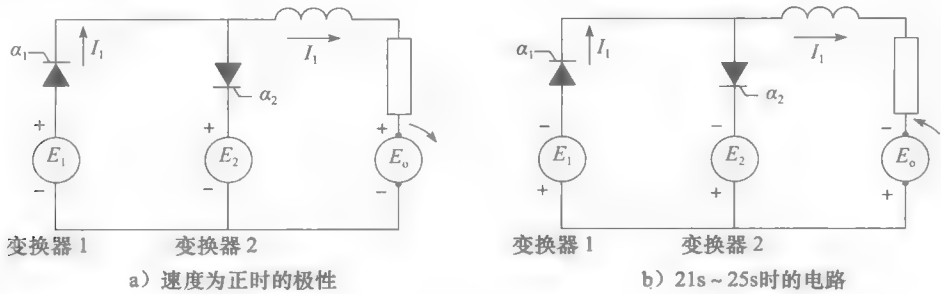 α₁
I₁
I₁
α₂
+
E₁
−
+
E₂
−
+
Eₒ
−
变换器 1
变换器 2
a）速度为正时的极性
α₁
I₁
I₁
α₂
−
E₁
+
−
E₂
+
−
Eₒ
+
变换器 1
变换器 2
b）21s～25s时的电路